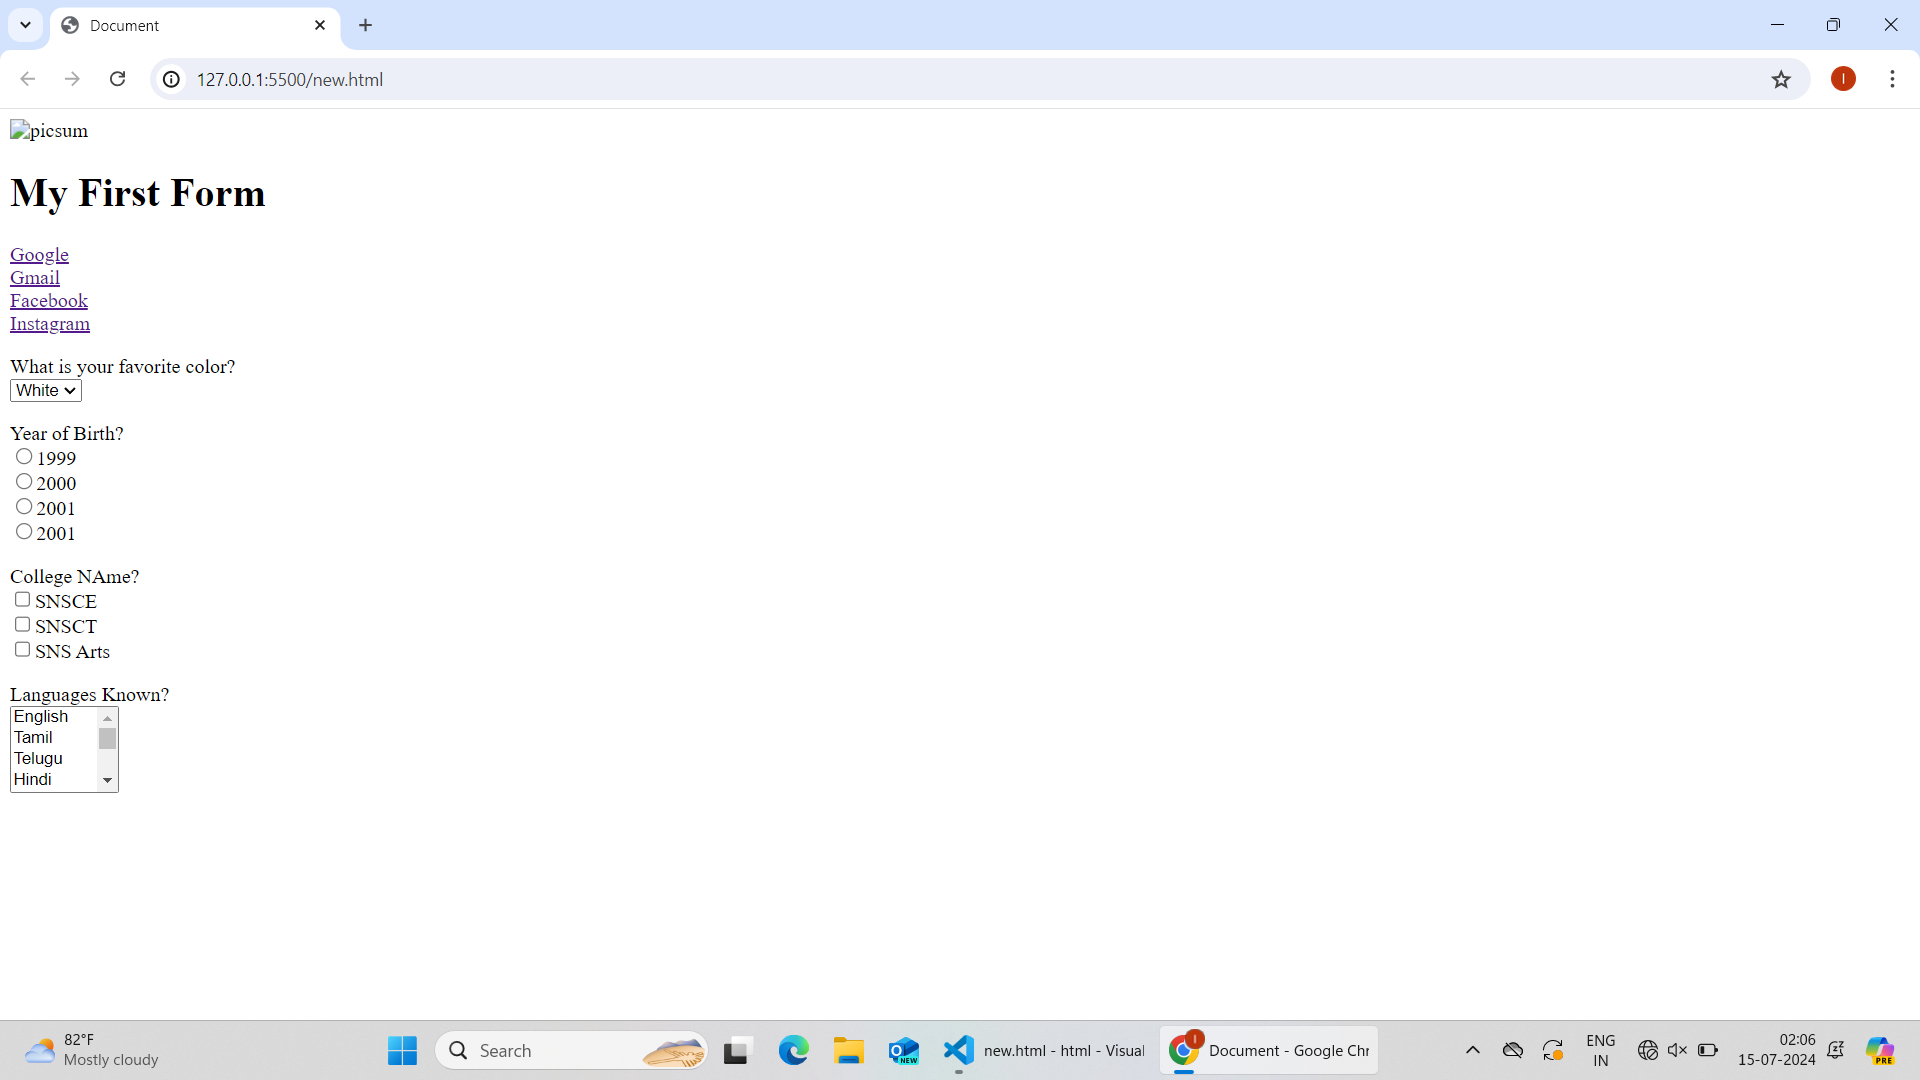 Document
127.0.0.1:5500/new.html
picsum
My First Form
Google
Gmail
Facebook
Instagram
What is your favorite color?
White
Year of Birth?
1999
2000
2001
2001
College NAme?
SNSCE
SNSCT
SNS Arts
Languages Known?
English
Tamil
Telugu
Hindi
82°F
Mostly cloudy
Search
NEW
new.html - html - Visual
I
Document - Google Chr
ENG
IN
02:06
15-07-2024
PRE